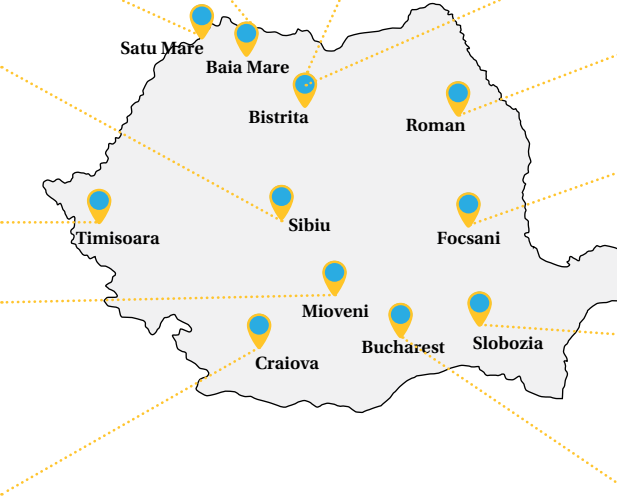 Satu Mare
Baia Mare
Bistrita
Roman
Sibiu
Timisoara
Focsani
Mioveni
Slobozia
Bucharest
Craiova